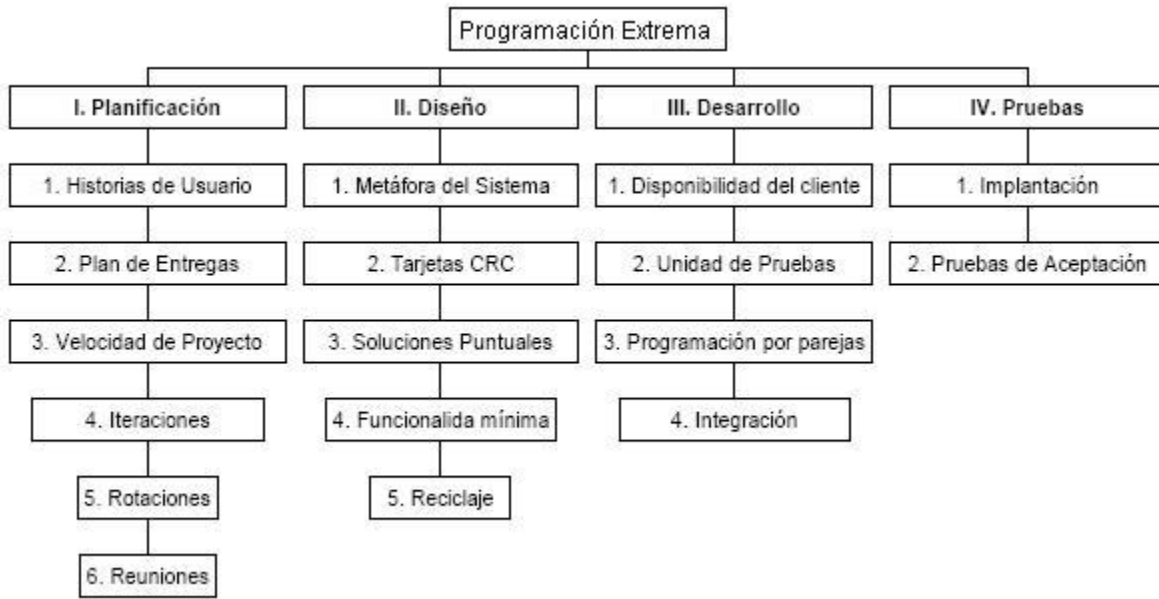 Programación Extrema
I. Planificación
1. Historias de Usuario
2. Plan de Entregas
3. Velocidad de Proyecto
4. Iteraciones
5. Rotaciones
6. Reuniones
II. Diseño
1. Metáfora del Sistema
2. Tarjetas CRC
3. Soluciones Puntuales
4. Funcionalida mínima
5. Reciclaje
III. Desarrollo
1. Disponibilidad del cliente
2. Unidad de Pruebas
3. Programación por parejas
4. Integración
IV. Pruebas
1. Implantación
2. Pruebas de Aceptación